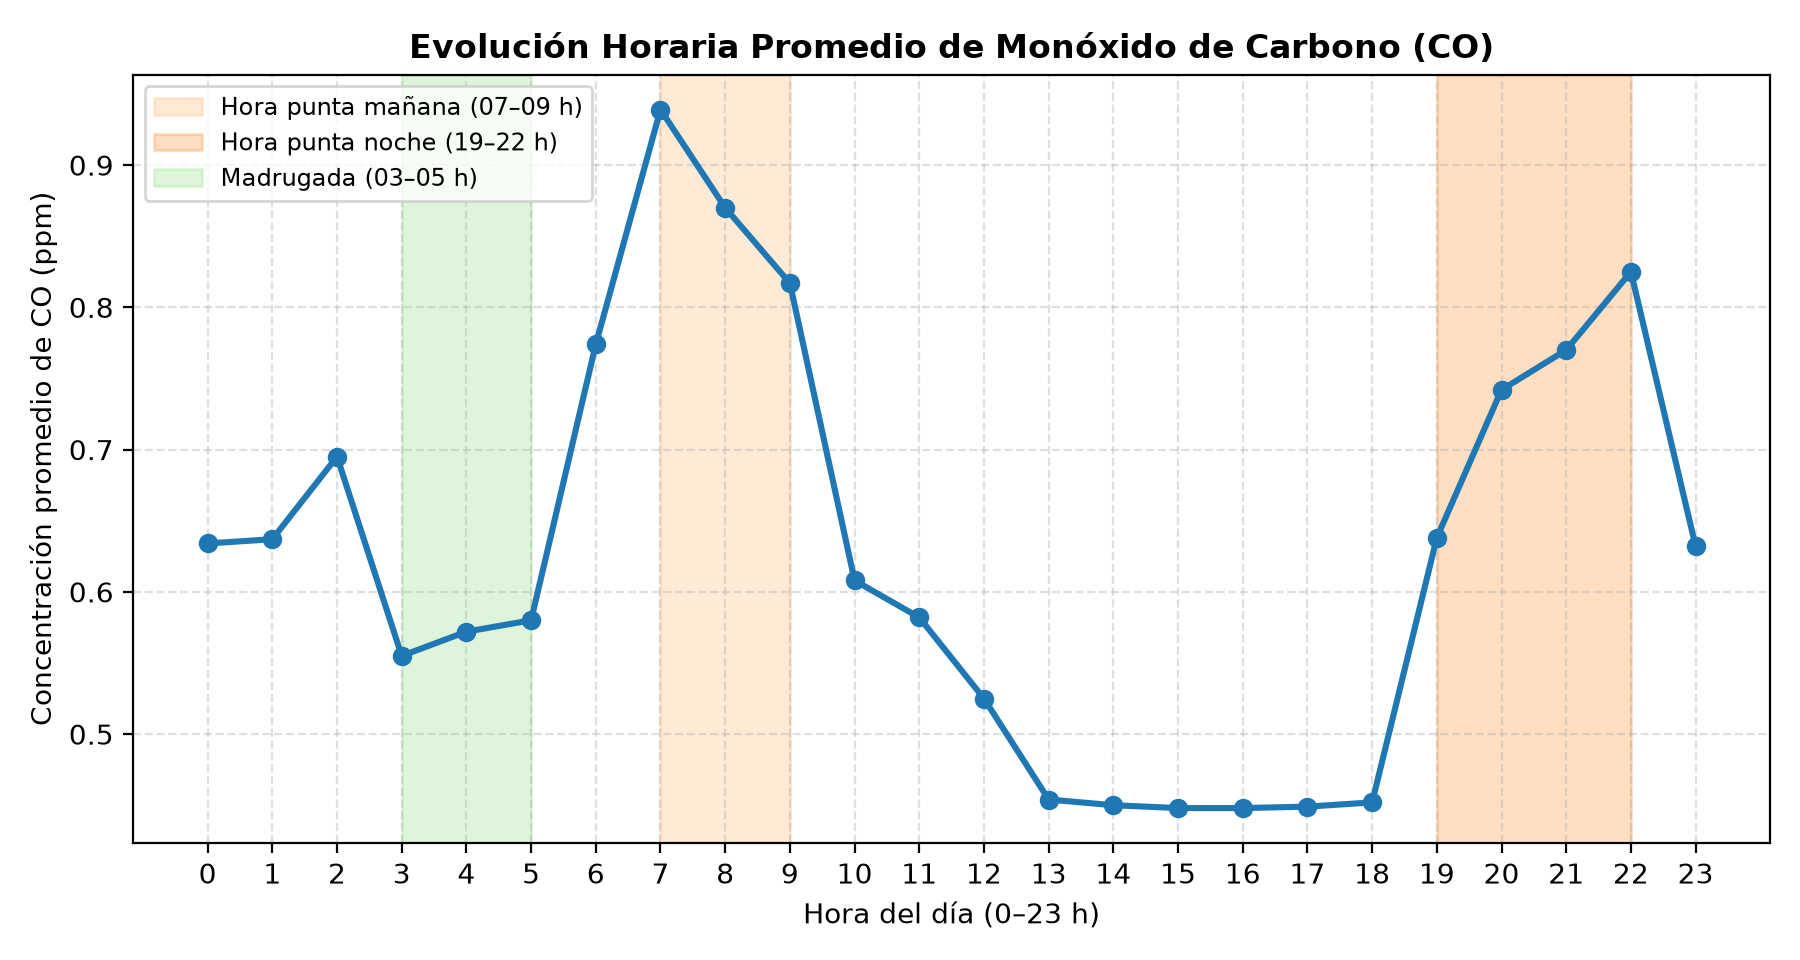 Evolución Horaria Promedio de Monóxido de Carbono (CO)
Hora punta mañana (07–09 h)
Hora punta noche (19–22 h)
Madrugada (03–05 h)
Concentración promedio de CO (ppm)
0.9
0.8
0.7
0.6
0.5
0 1 2 3 4 5 6 7 8 9 10 11 12 13 14 15 16 17 18 19 20 21 22 23
Hora del día (0–23 h)